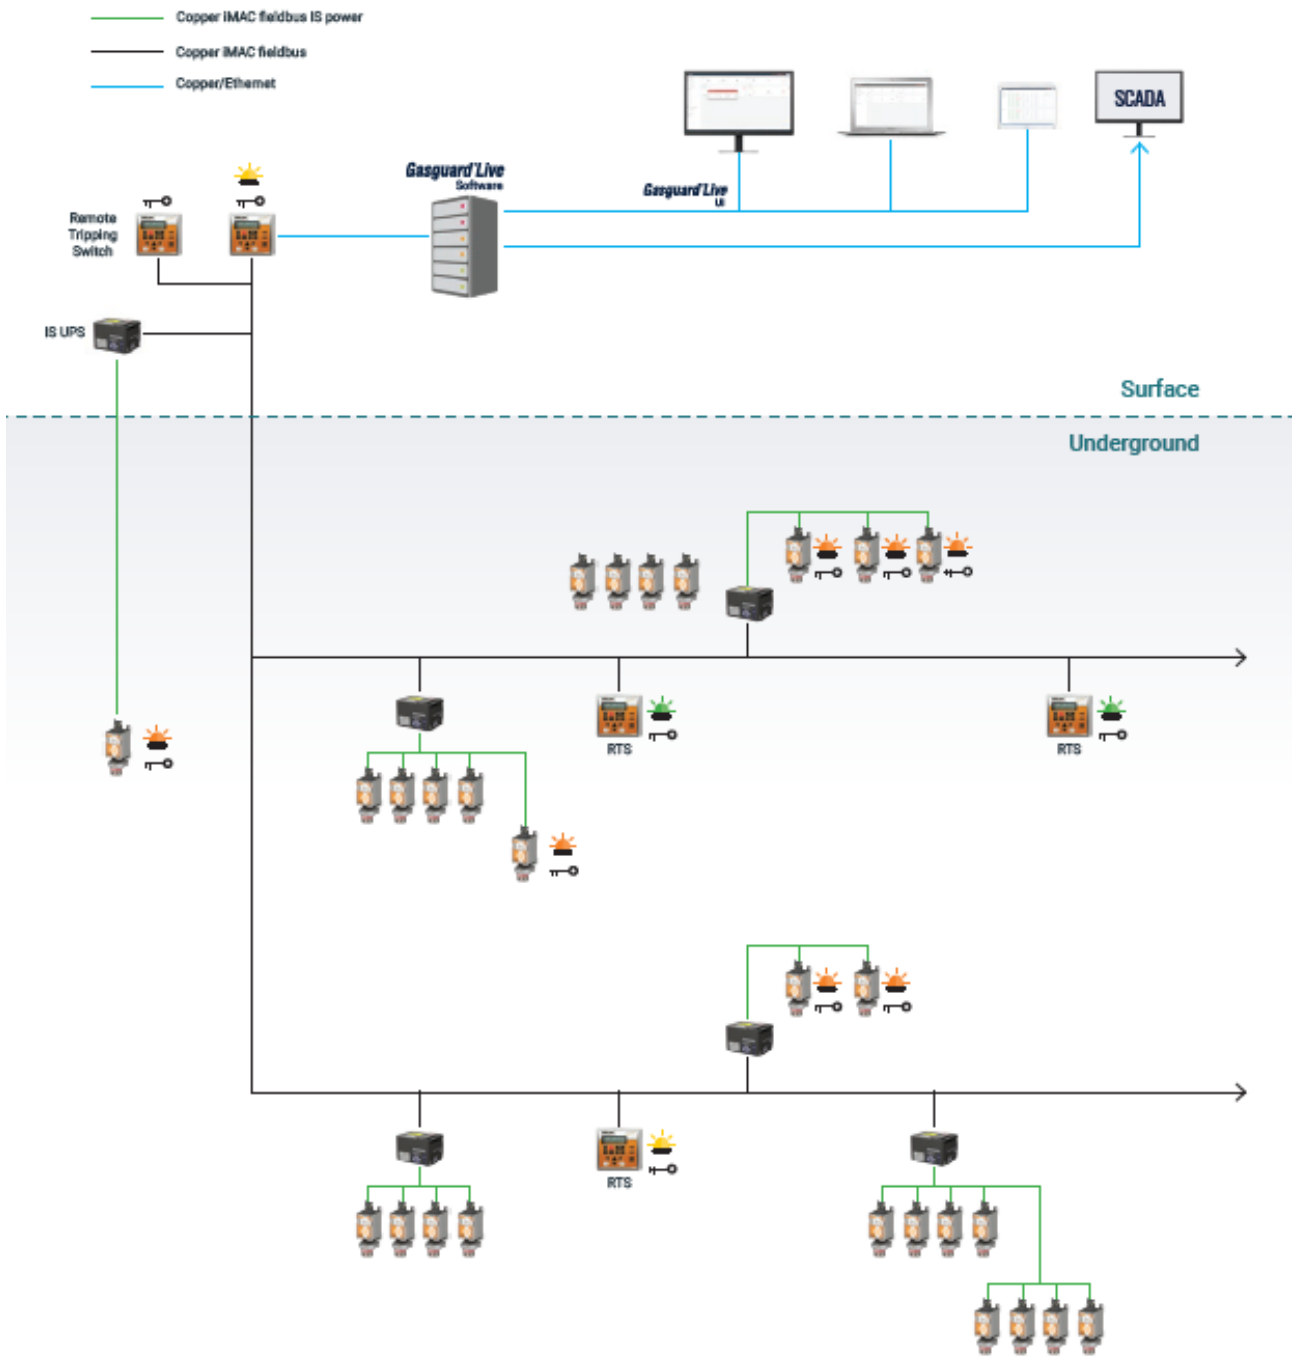 Copper iMAC fieldbus IS power
Copper iMAC fieldbus
Copper/Ethernet
SCADA
Gasguard Live
Software
Gasguard Live
UI
Remote
Tripping
Switch
IS UPS
Surface
Underground
RTS
RTS
RTS